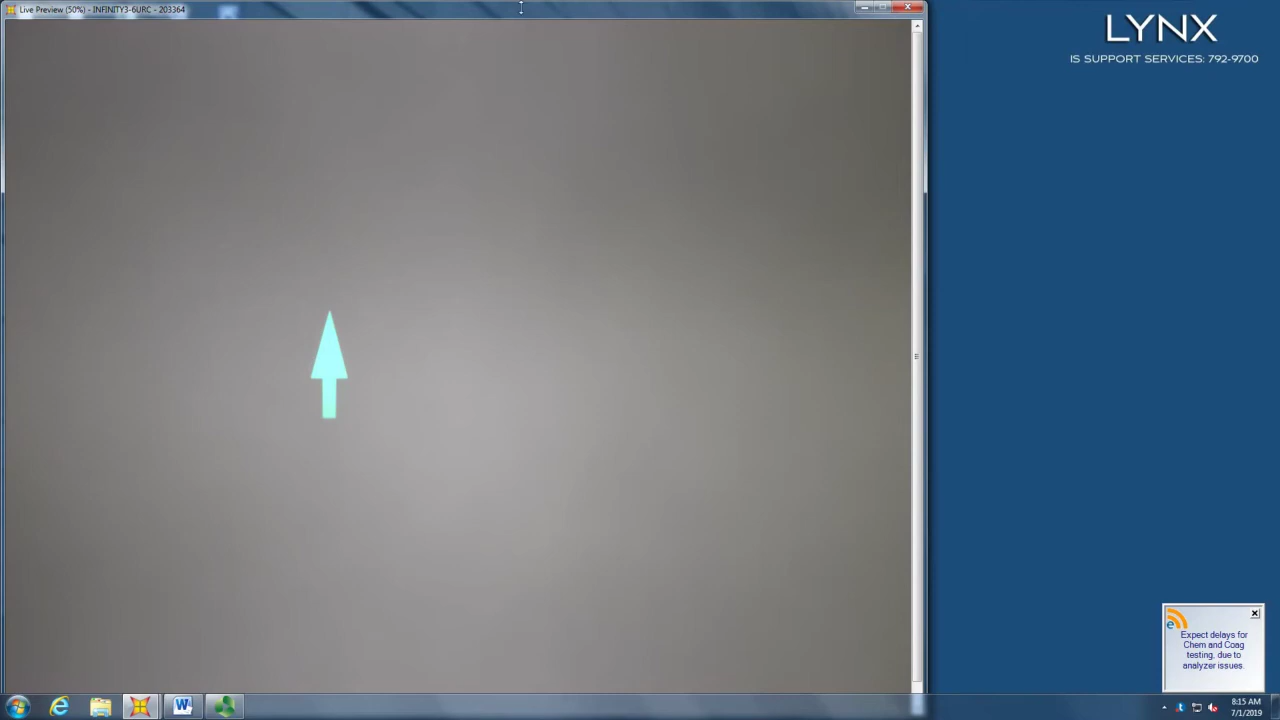 Live Preview (50%) - INFINITY3-6URC - 203364
LYNX
IS SUPPORT SERVICES: 792-9700
Expect delays for
Chem and Coag
testing, due to
analyzer issues.
8:15 AM
7/1/2019